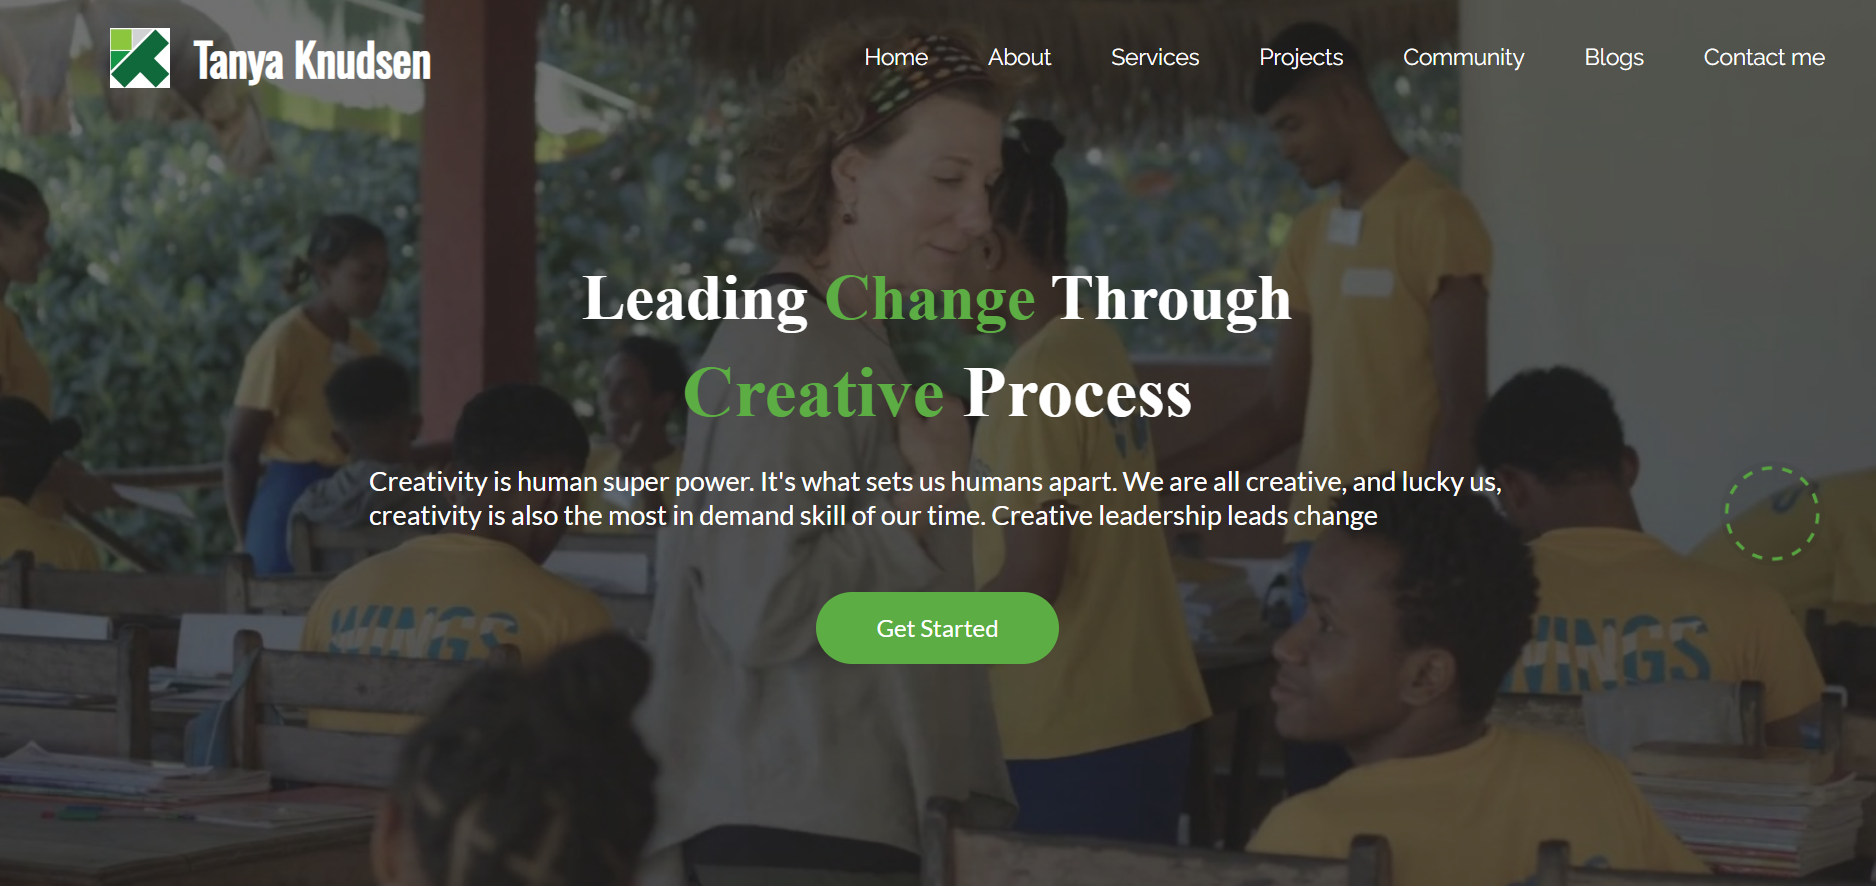 Tanya Knudsen
Home About Services Projects Community Blogs Contact me
Leading Change Through
Creative Process
Creativity is human super power. It's what sets us humans apart. We are all creative, and lucky us,
creativity is also the most in demand skill of our time. Creative leadership leads change
Get Started
WINGS
WINGS